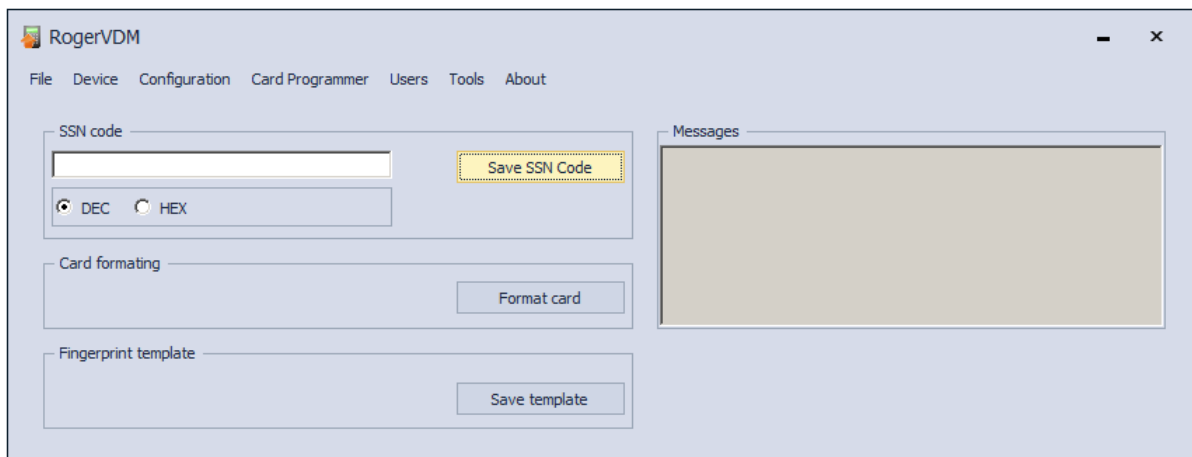 RogerVDM
File Device Configuration Card Programmer Users Tools About
SSN code
Save SSN Code
DEC HEX
Card formating
Format card
Fingerprint template
Save template
Messages